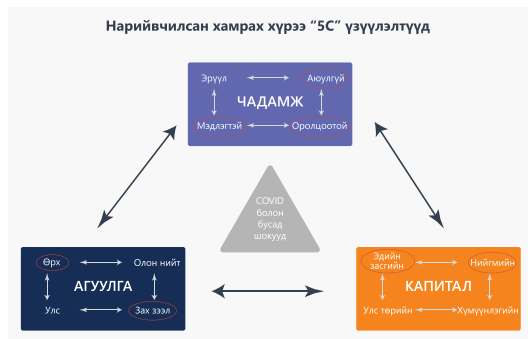 Нарийвчилсан хамрах хүрээ “5С” үзүүлэлтүүд
Эрүүл
Аюулгүй
ЧАДАМЖ
Мэдлэгтэй
Оролцоотой
COVID
болон
бусад
шокууд
Өрх
Олон нийт
АГУУЛГА
Улс
Зах зээл
Эдийн
засгийн
Нийгмийн
КАПИТАЛ
Улс төрийн
Хүмүүнлэгийн